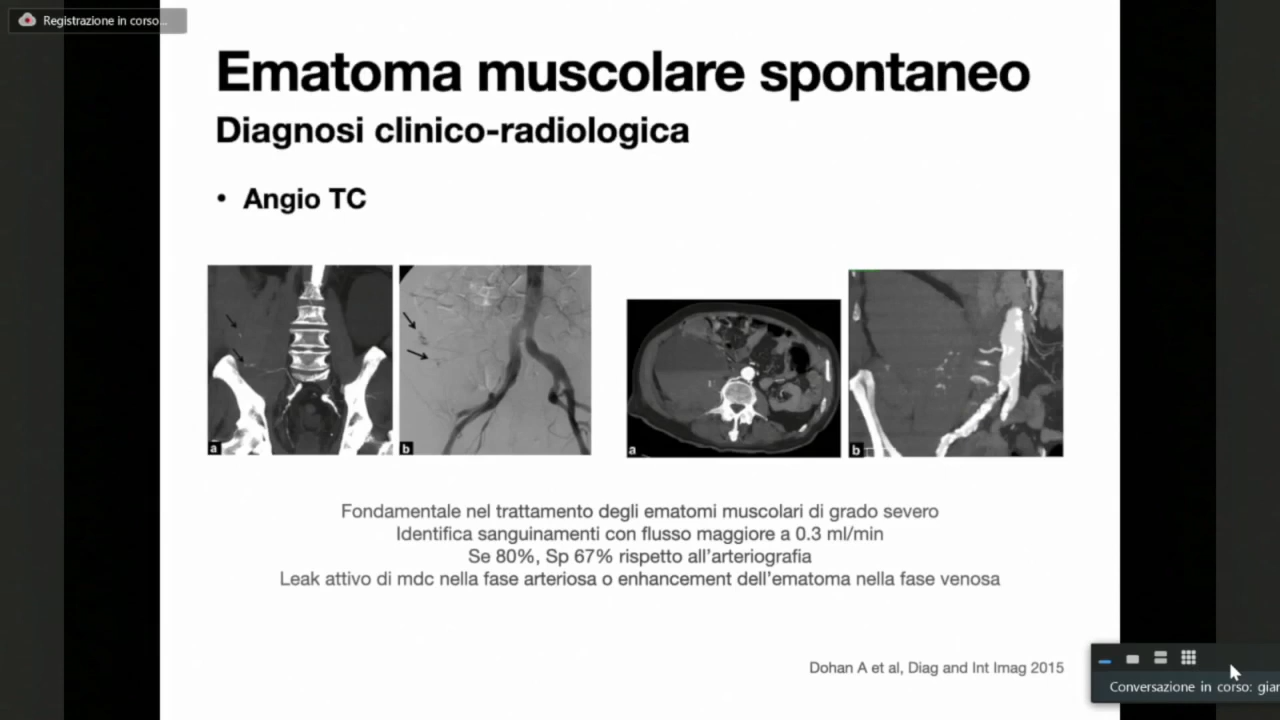 Registrazione in corso...
Ematoma muscolare spontaneo
Diagnosi clinico-radiologica
• Angio TC
a
b
a
b
Fondamentale nel trattamento degli ematomi muscolari di grado severo
Identifica sanguinamenti con flusso maggiore a 0.3 ml/min
Se 80%, Sp 67% rispetto all'arteriografia
Leak attivo di mdc nella fase arteriosa o enhancement dell'ematoma nella fase venosa
Dohan A et al, Diag and Int Imag 2015
Conversazione in corso: